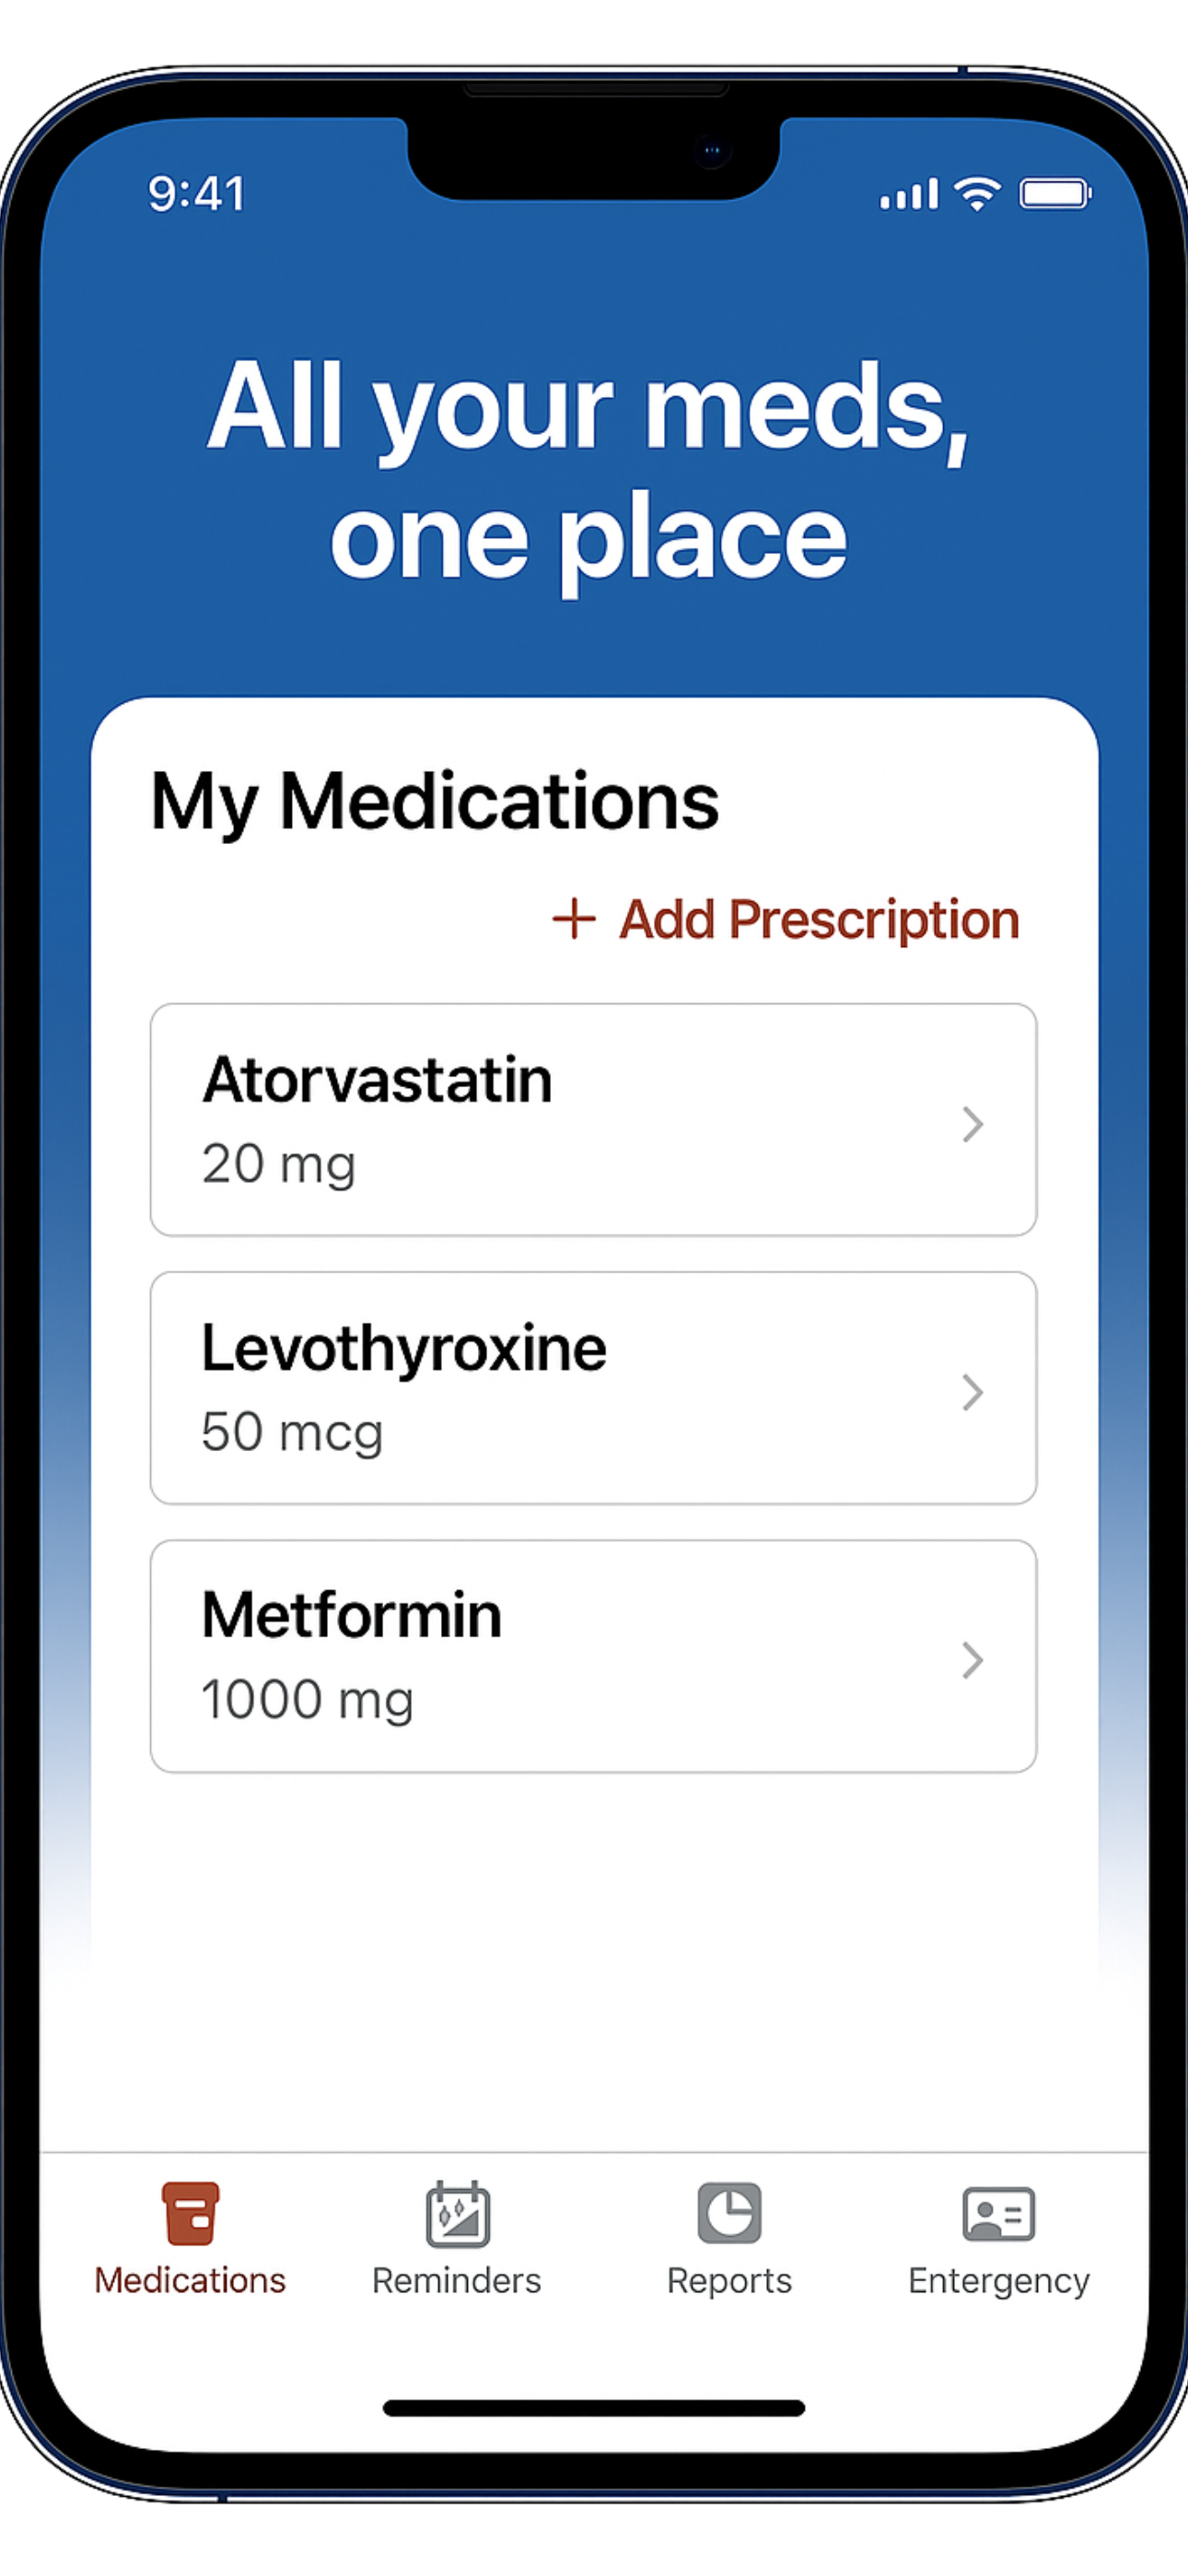 9:41
All your meds,
one place
My Medications
+ Add Prescription
Atorvastatin
20 mg
Levothyroxine
50 mcg
Metformin
1000 mg
Medications
Reminders
Reports
Entergency